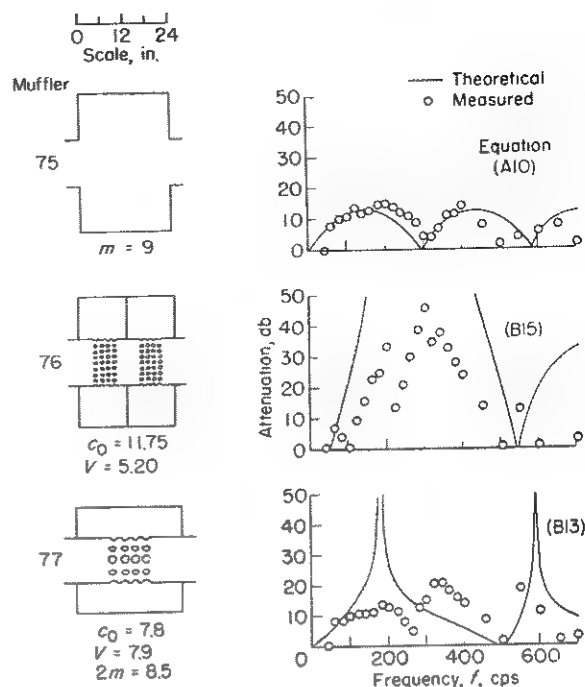 0 12 24
Scale, in.
Muffler
75
m = 9
76
c₀ = 11.75
V = 5.20
77
c₀ = 7.8
V = 7.9
2m = 8.5
— Theoretical
○ Measured
Equation
(A10)
50
40
30
20
10
0
(B15)
50
40
30
20
10
0
Attenuation, db
(B13)
50
40
30
20
10
0
200 400 600
Frequency, f, cps